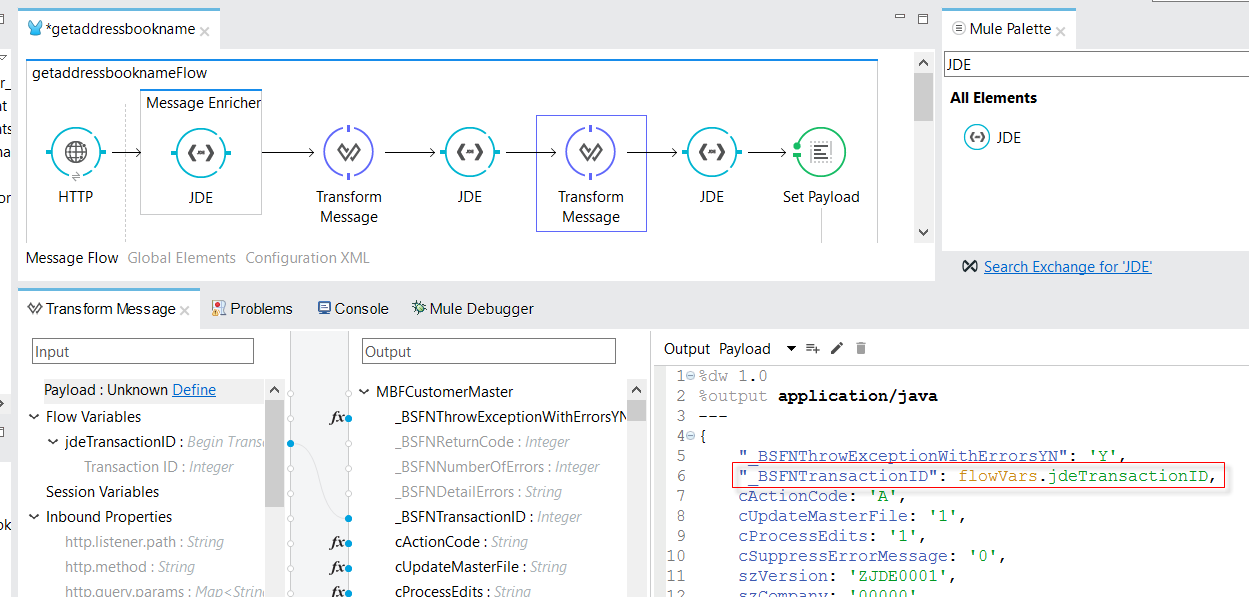 *getaddressbookname
Mule Palette
getaddressbooknameFlow
JDE
Message Enricher
All Elements
JDE
HTTP
JDE
Transform
Message
JDE
Transform
Message
JDE
Set Payload
Message Flow Global Elements Configuration XML
Search Exchange for 'JDE'
Transform Message Problems Console Mule Debugger
Input
Output
Output Payload
Payload : Unknown Define
Flow Variables
jdeTransactionID : Begin Trans
Transaction ID : Integer
Session Variables
Inbound Properties
http.listener.path : String
http.method : String
http.query.params : Map<String
MBFCustomerMaster
fx _BSFNThrowExceptionWithErrorsYN
_BSFNReturnCode : Integer
_BSFNNumberOfErrors : Integer
_BSFNDetailErrors : String
_BSFNTransactionID : Integer
fx cActionCode : String
fx cUpdateMasterFile : String
fx cProcessEdits : String
1 %dw 1.0
2 %output application/java
3 ---
4 {
5 "_BSFNThrowExceptionWithErrorsYN": 'Y',
6 "_BSFNTransactionID": flowVars.jdeTransactionID,
7 cActionCode: 'A',
8 cUpdateMasterFile: '1',
9 cProcessEdits: '1',
10 cSuppressErrorMessage: '0',
11 szVersion: 'ZJDE0001',
12 szCompany: '00000'